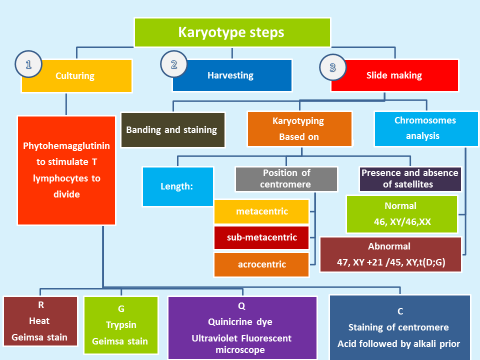 Karyotype steps
1
Culturing
2
Harvesting
3
Slide making
Phytohemagglutinin
to stimulate T
lymphocytes to
divide
Banding and staining
Karyotyping
Based on
Chromosomes
analysis
Length:
Position of
centromere
Presence and absence
of satellites
metacentric
sub-metacentric
acrocentric
Normal
46, XY/46,XX
Abnormal
47, XY +21 /45, XY,t(D;G)
R
Heat
Geimsa stain
G
Trypsin
Geimsa stain
Q
Quinicrine dye
Ultraviolet Fluorescent
microscope
C
Staining of centromere
Acid followed by alkali prior